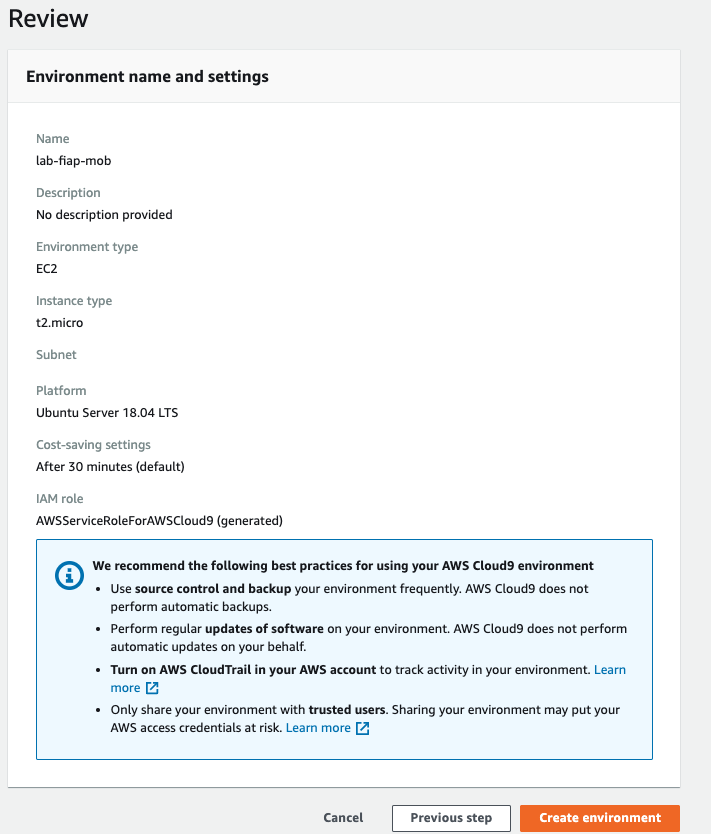 Review
Environment name and settings
Name
lab-fiap-mob
Description
No description provided
Environment type
EC2
Instance type
t2.micro
Subnet
Platform
Ubuntu Server 18.04 LTS
Cost-saving settings
After 30 minutes (default)
IAM role
AWSServiceRoleForAWSCloud9 (generated)
We recommend the following best practices for using your AWS Cloud9 environment
• Use source control and backup your environment frequently. AWS Cloud9 does not
perform automatic backups.
• Perform regular updates of software on your environment. AWS Cloud9 does not perform
automatic updates on your behalf.
• Turn on AWS CloudTrail in your AWS account to track activity in your environment. Learn
more
• Only share your environment with trusted users. Sharing your environment may put your
AWS access credentials at risk. Learn more
Cancel Previous step Create environment